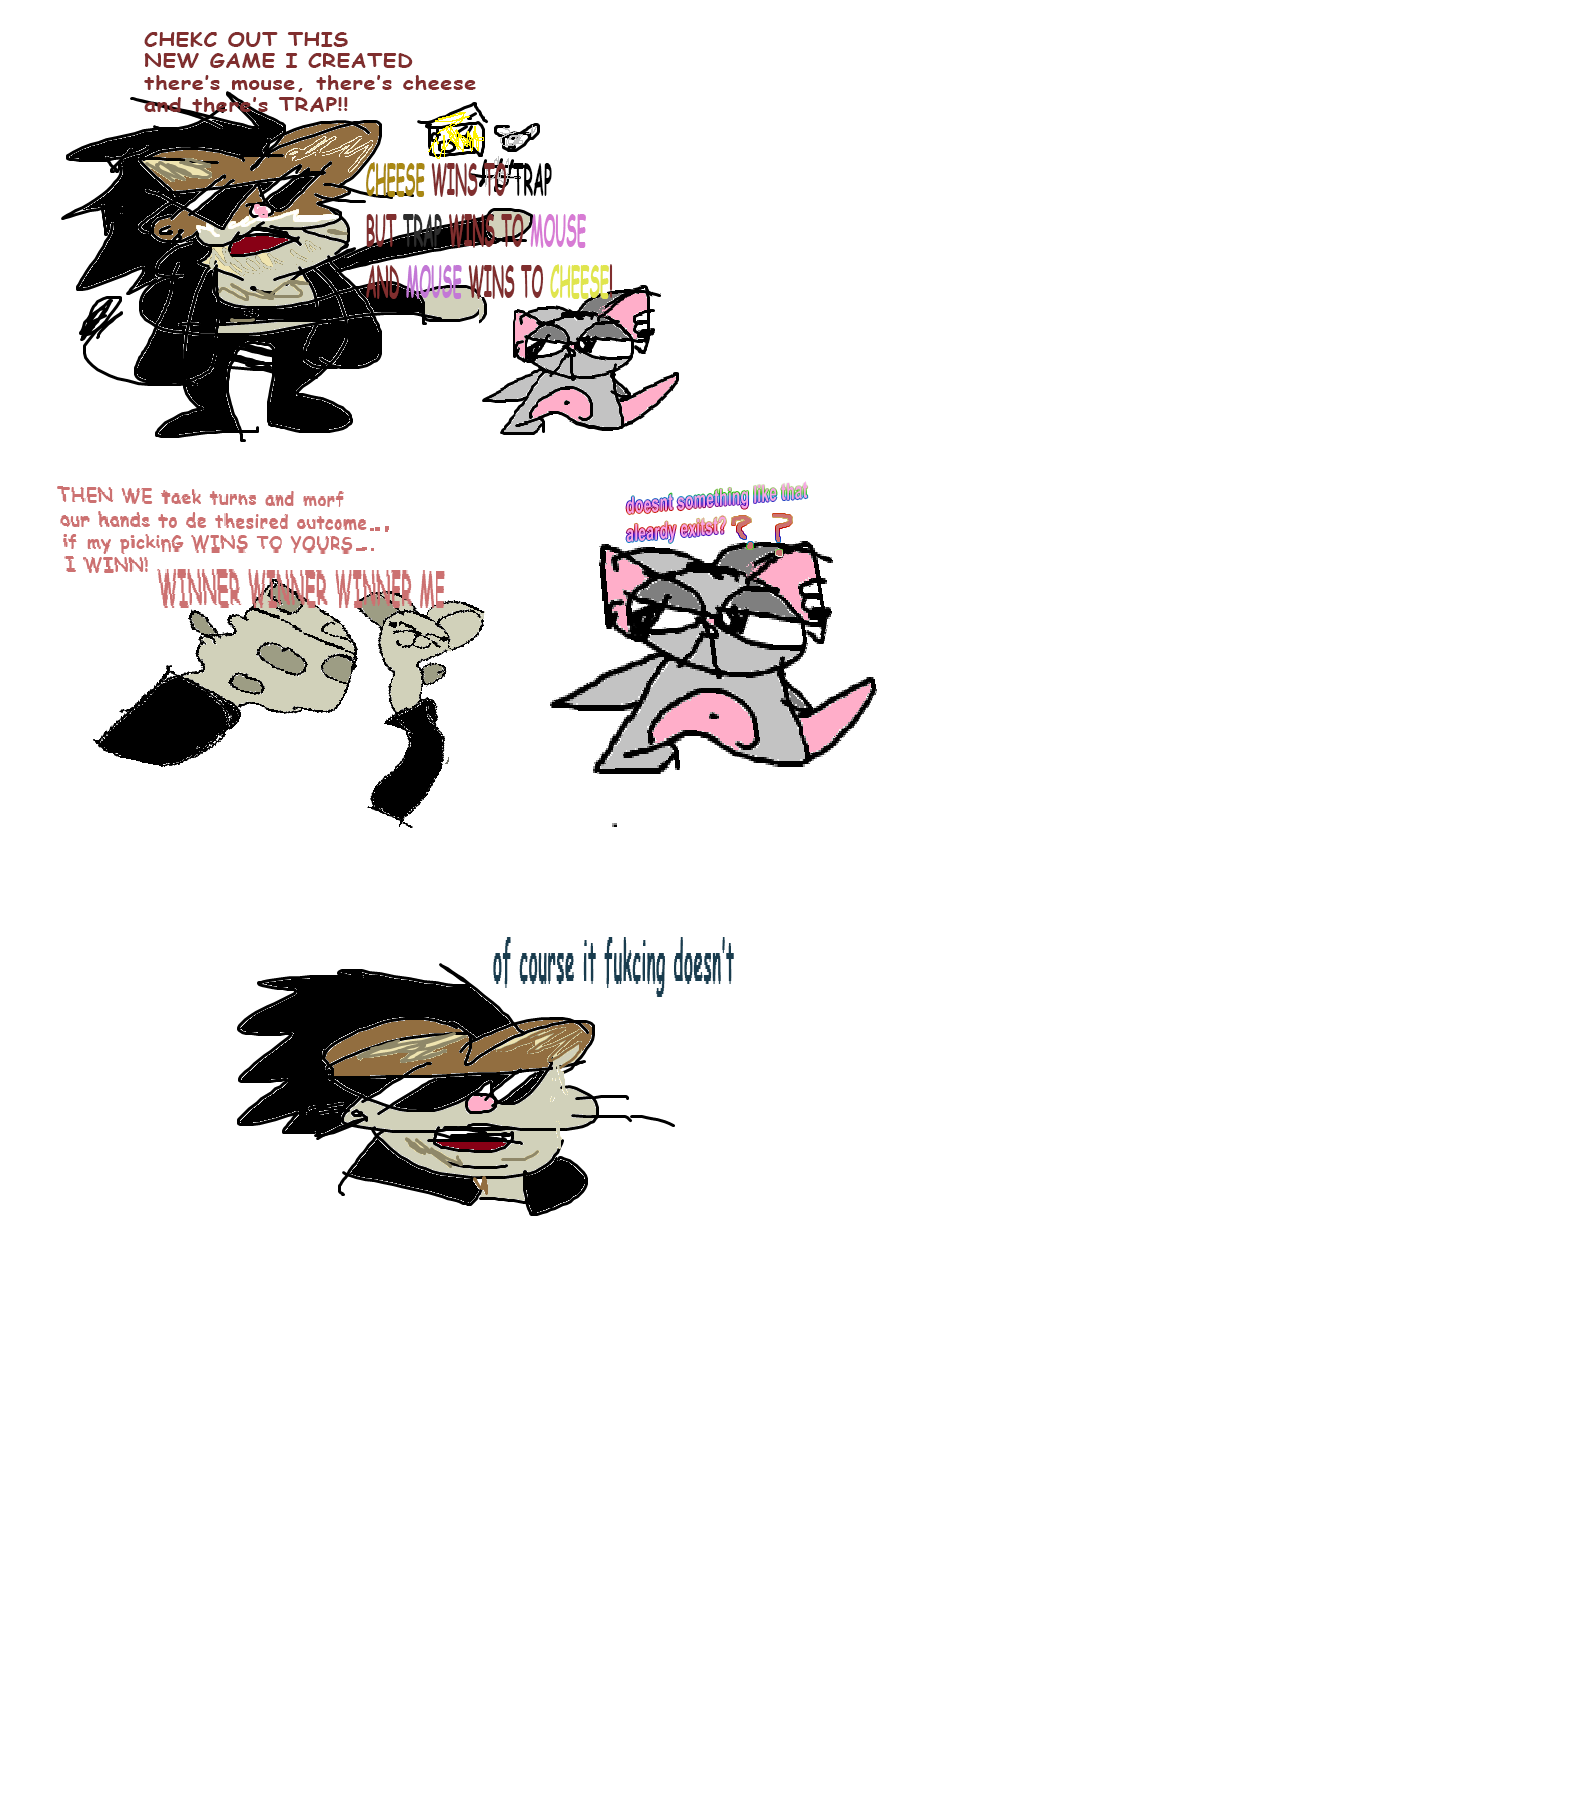 CHEKC OUT THIS
NEW GAME I CREATED
there's mouse, there's cheese
and there's TRAP!!
CHEESE WINS TO TRAP
BUT TRAP WINS TO MOUSE
AND MOUSE WINS TO CHEESE!
THEN WE taek turns and morf
our hands to de thesired outcome...,
if my pickinG WINS TO YOURS....
I WINN!
WINNER WINNER WINNER ME
doesnt something like that
aleardy exitst? ? ?
of course it fukcing doesn't